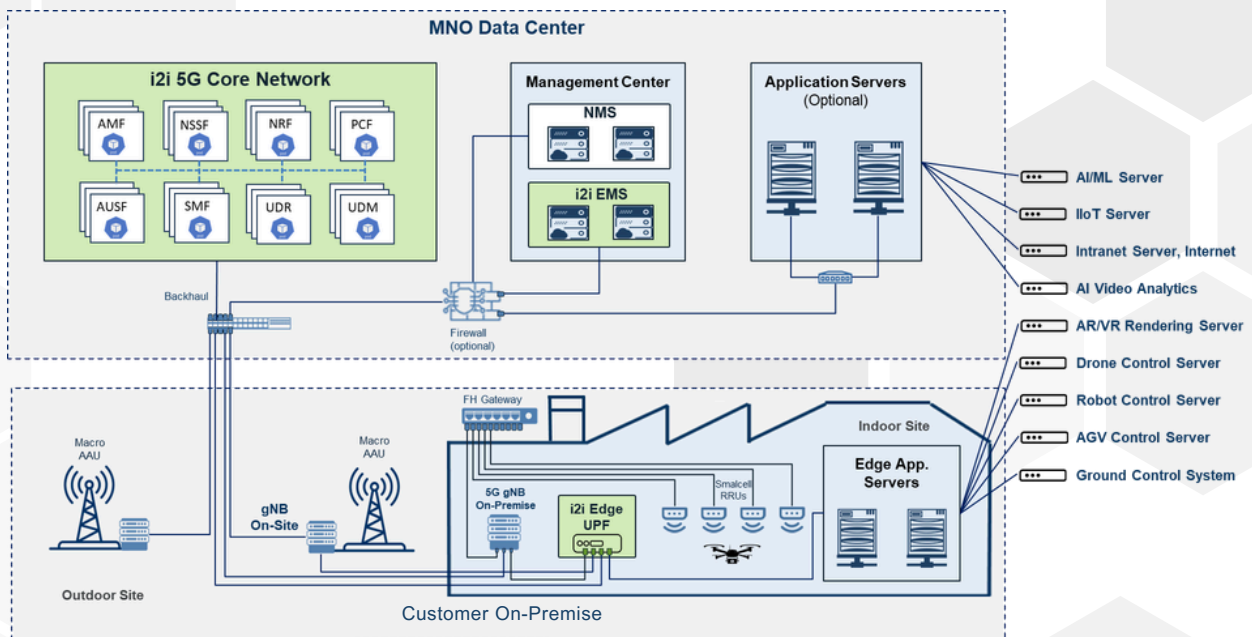 MNO Data Center
i2i 5G Core Network
AMF
NSSF
NRF
PCF
AUSF
SMF
UDR
UDM
Management Center
NMS
i2i EMS
Application Servers
(Optional)
Backhaul
Firewall
(optional)
AI/ML Server
IIoT Server
Intranet Server, Internet
AI Video Analytics
AR/VR Rendering Server
Drone Control Server
Robot Control Server
AGV Control Server
Ground Control System
FH Gateway
Indoor Site
Macro
AAU
Macro
AAU
gNB
On-Site
5G gNB
On-Premise
i2i Edge
UPF
Smalcell
RRUs
Edge App.
Servers
Outdoor Site
Customer On-Premise